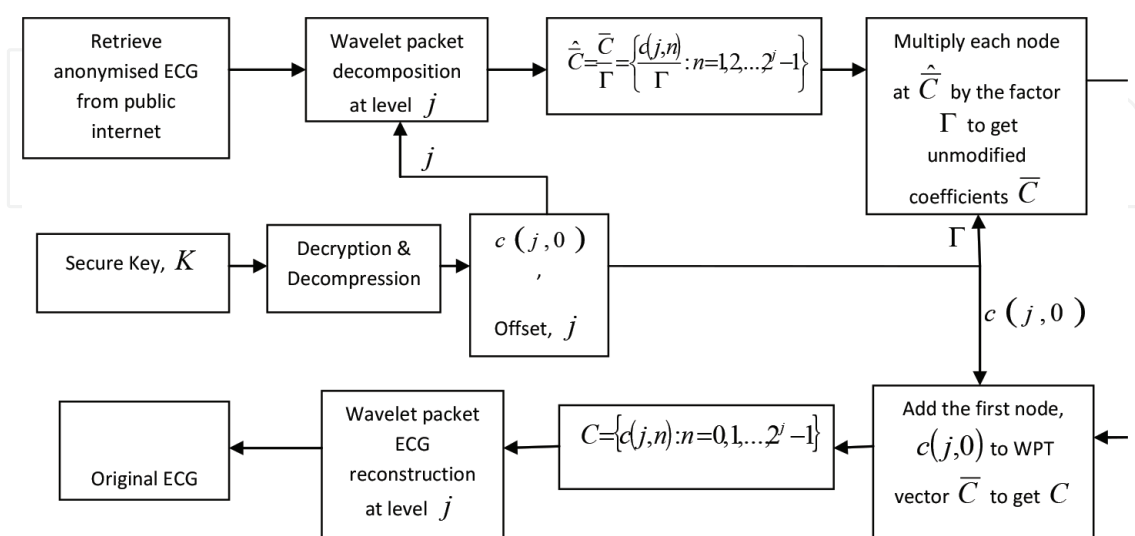 Retrieve
anonymised ECG
from public
internet
Wavelet packet
decomposition
at level j
Ĉ̅=C̅/Γ={c(j,n)/Γ:n=1,2,...2^j −1}
Multiply each node
at Ĉ̅ by the factor
Γ to get
unmodified
coefficients C̅
j
Secure Key, K
Decryption &
Decompression
c (j,0)
,
Offset, j
Γ
c (j,0)
Original ECG
Wavelet packet
ECG
reconstruction
at level j
C={c(j,n):n=0,1,...2^j −1}
Add the first node,
c(j,0) to WPT
vector C̅ to get C